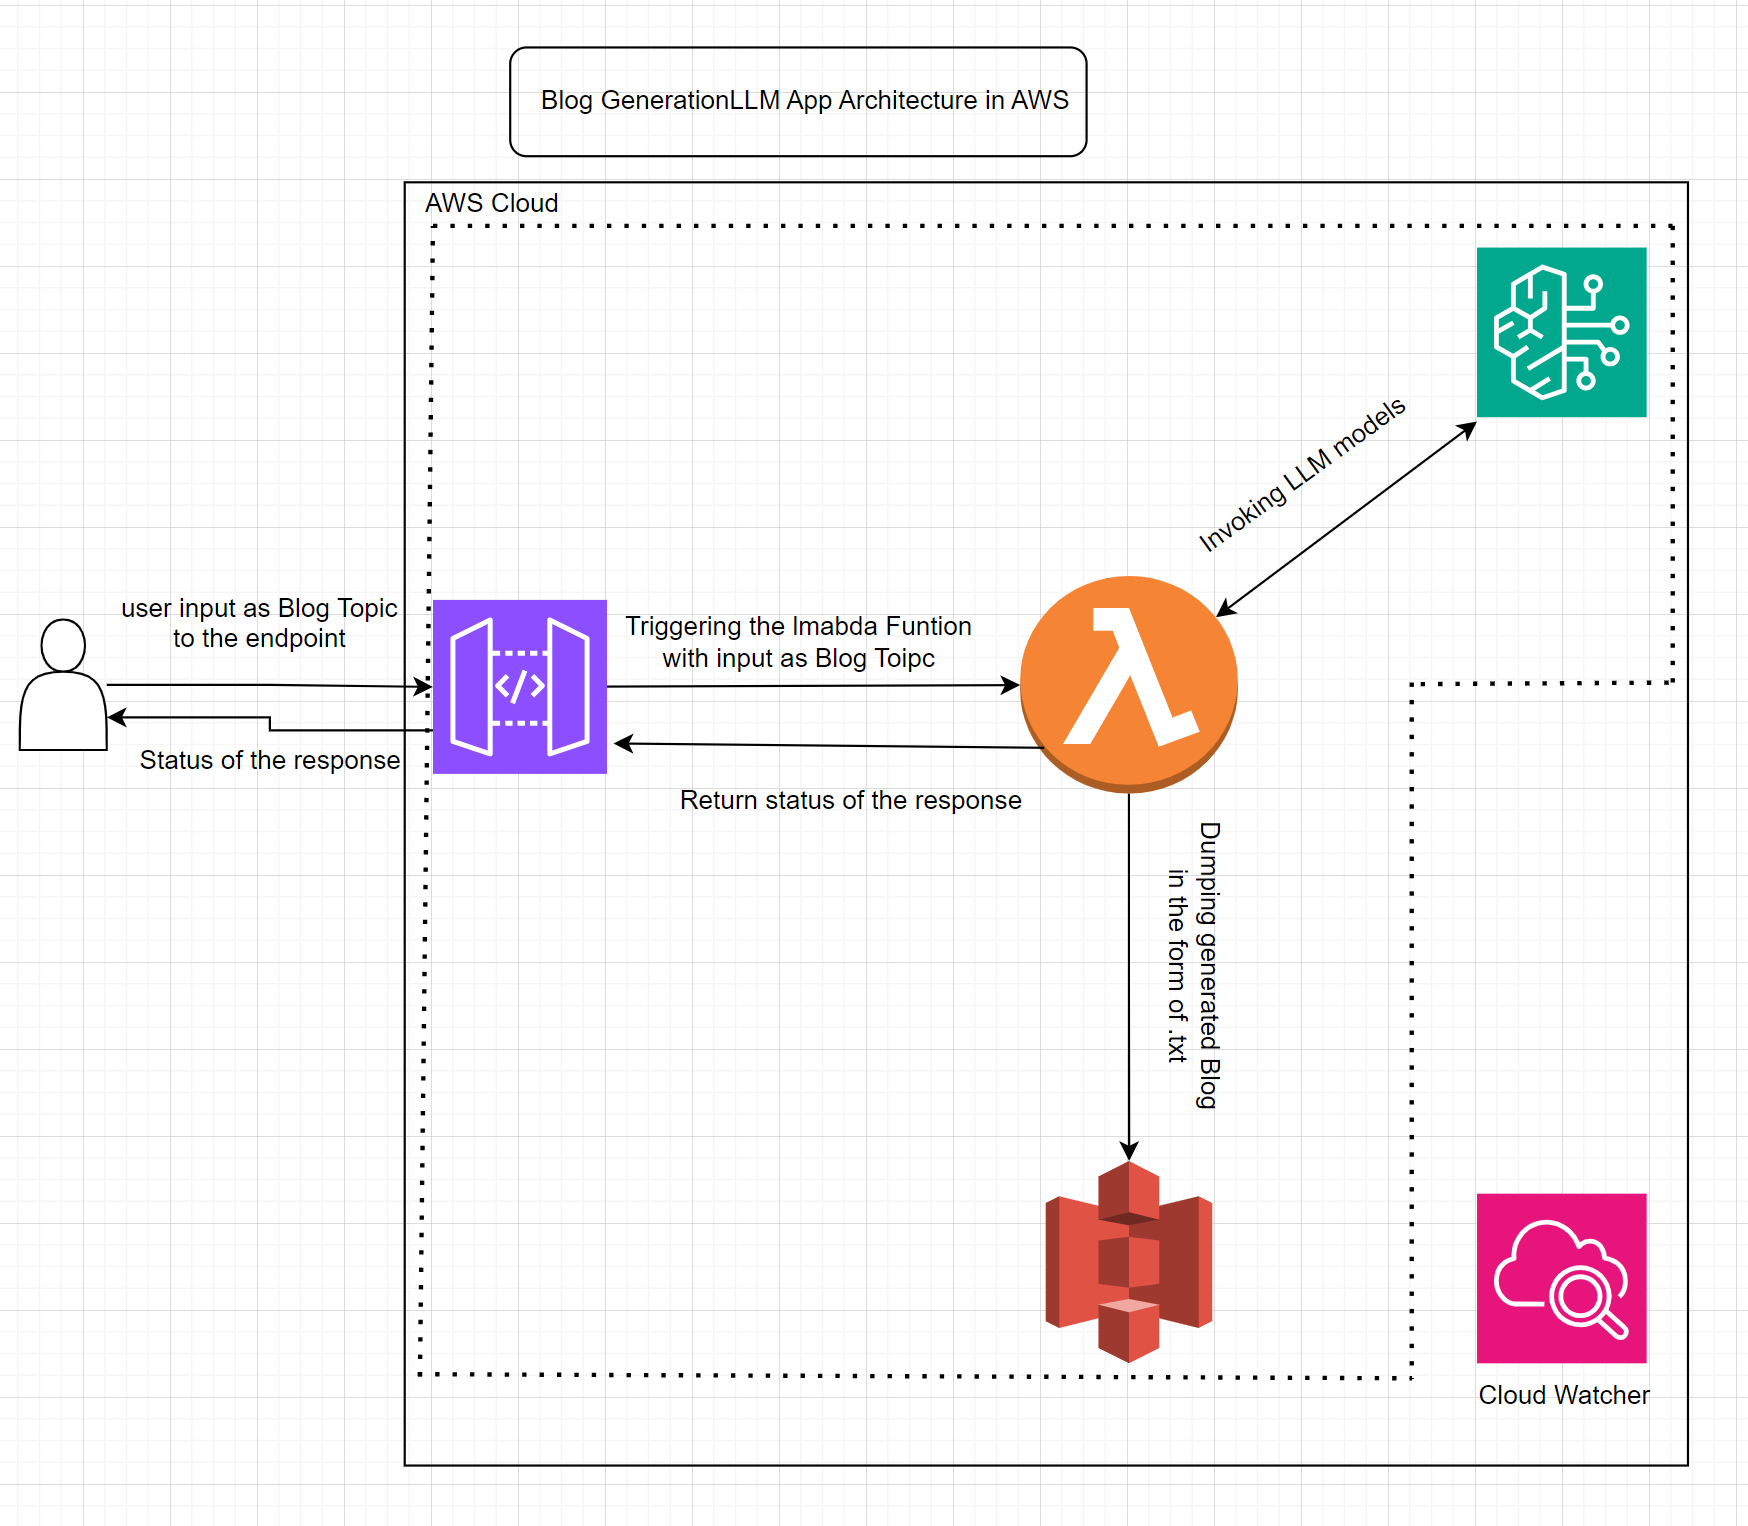 Blog GenerationLLM App Architecture in AWS
AWS Cloud
Invoking LLM models
user input as Blog Topic
to the endpoint
Triggering the lmabda Funtion
with input as Blog Toipc
Status of the response
Return status of the response
Dumping generated Blog
in the form of .txt
Cloud Watcher